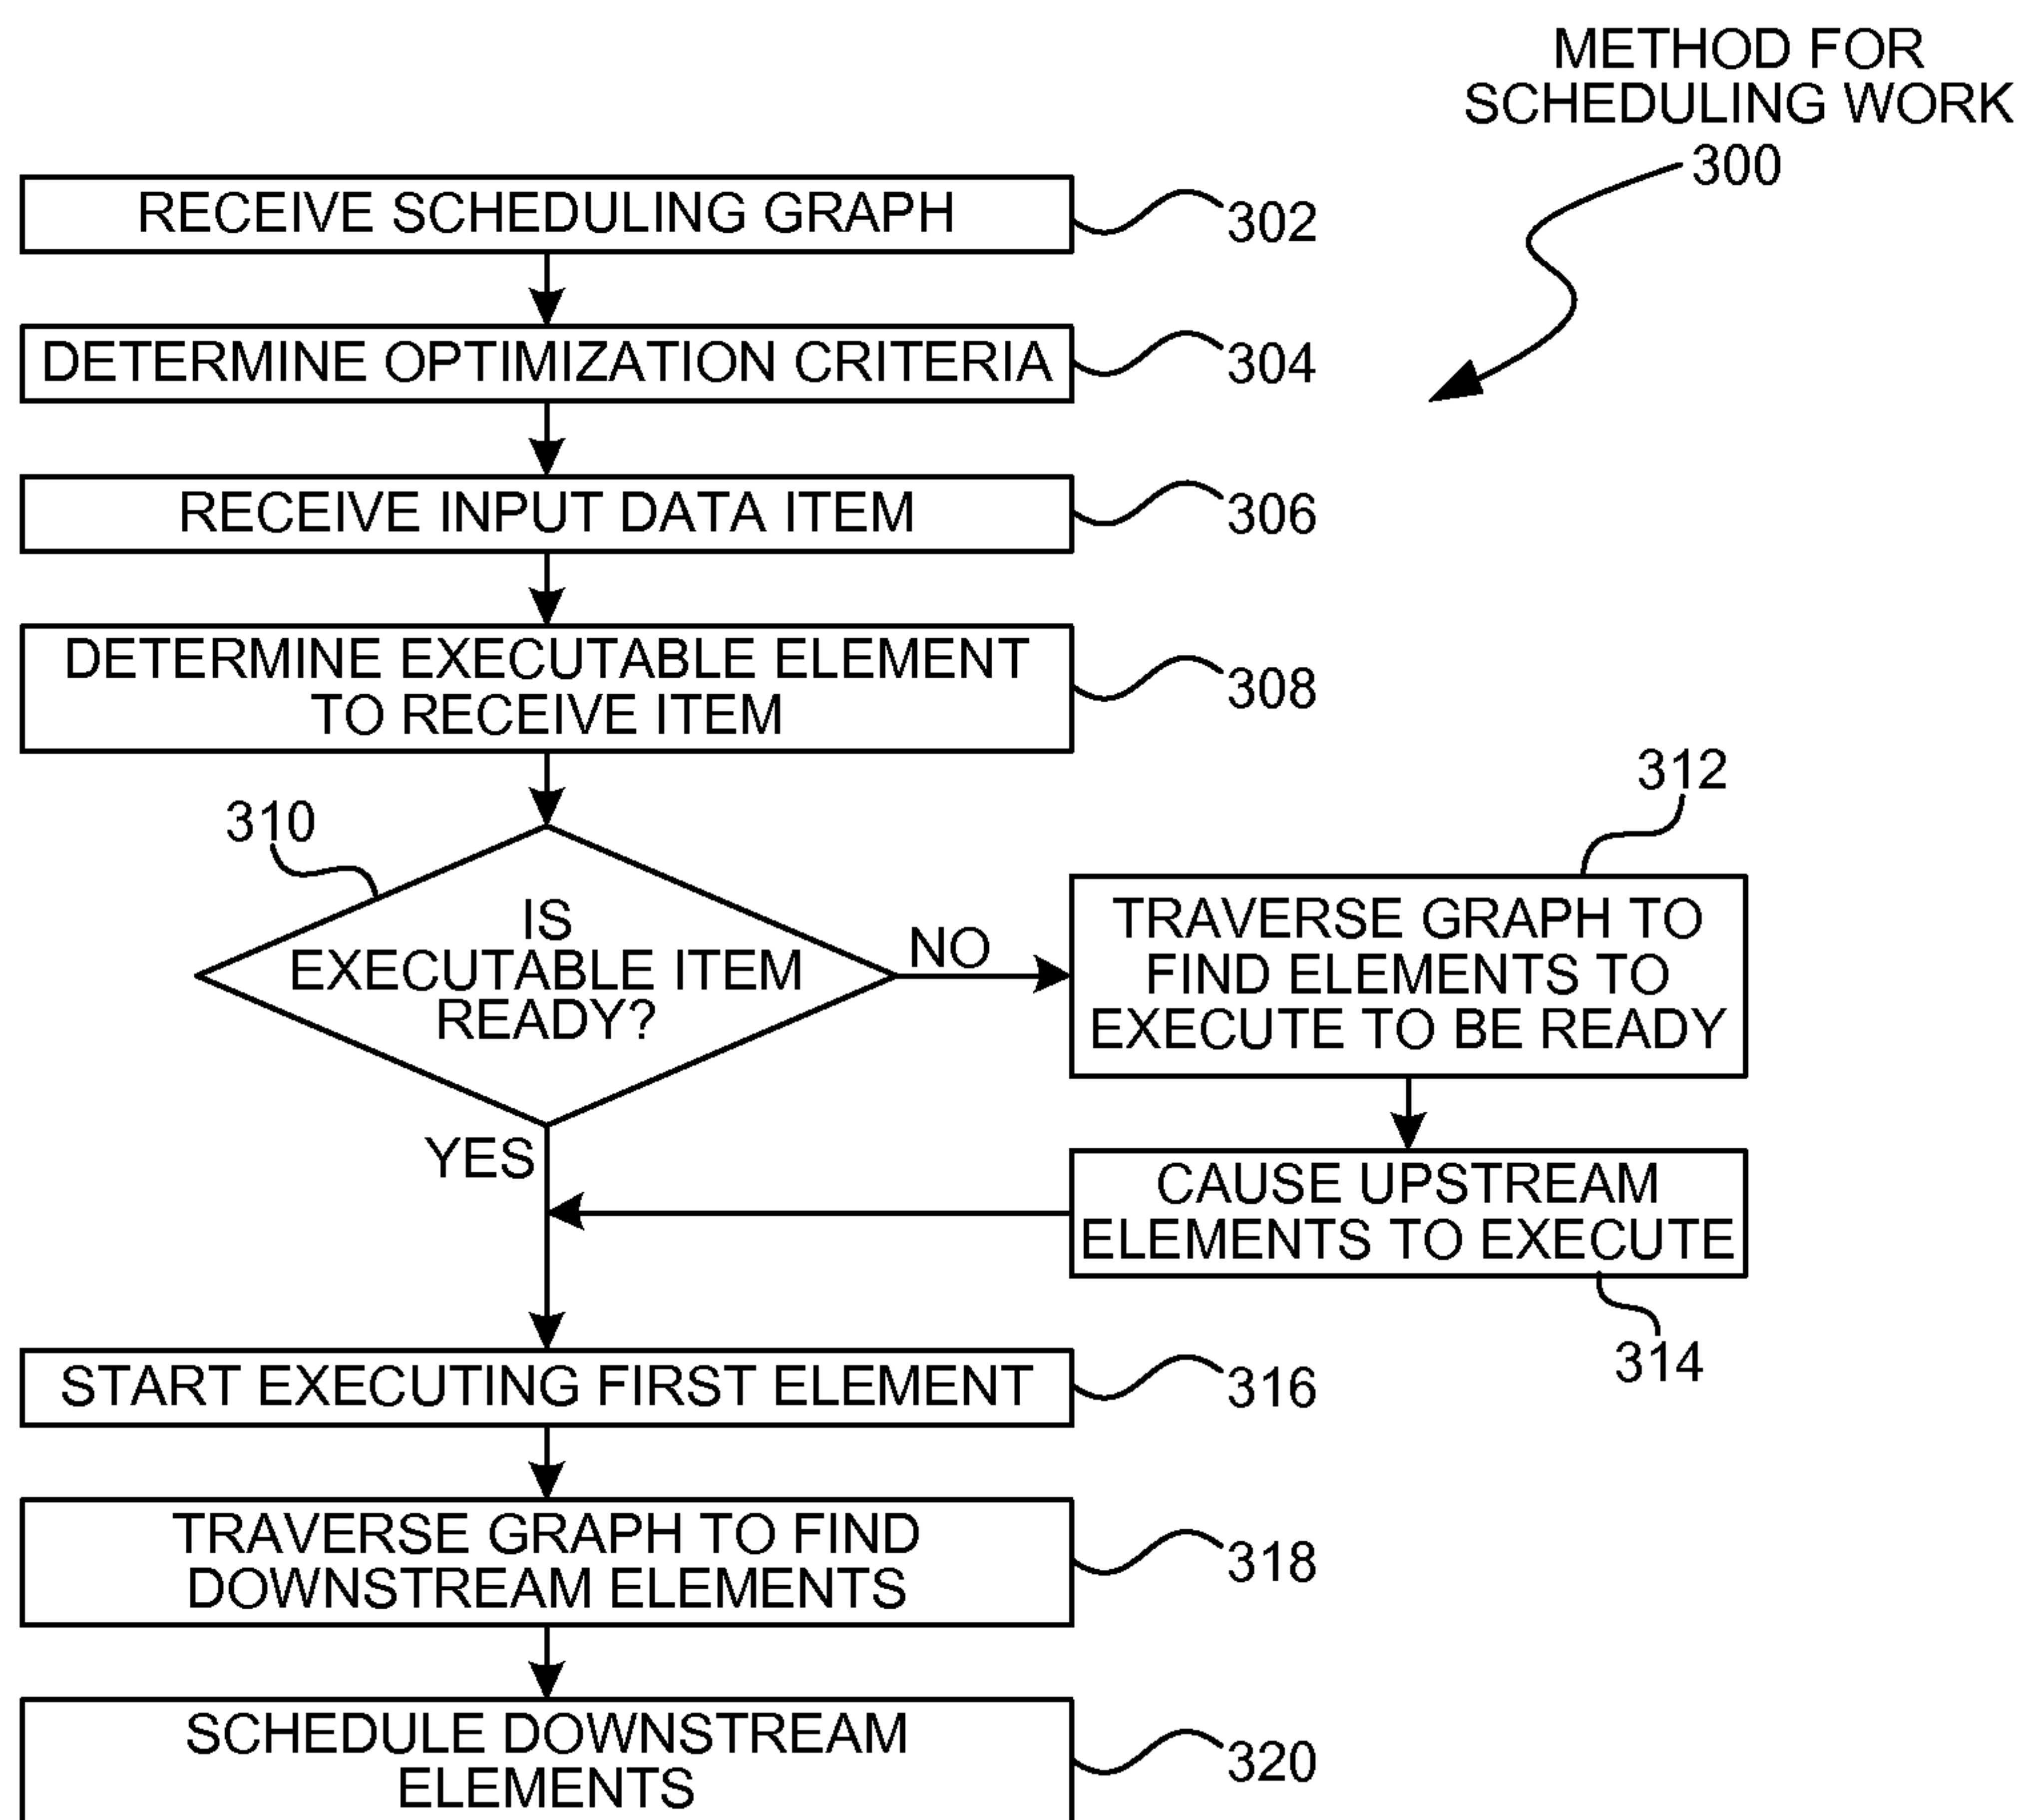 METHOD FOR
SCHEDULING WORK
300
RECEIVE SCHEDULING GRAPH
302
DETERMINE OPTIMIZATION CRITERIA
304
RECEIVE INPUT DATA ITEM
306
DETERMINE EXECUTABLE ELEMENT
TO RECEIVE ITEM
308
310
IS
EXECUTABLE ITEM
READY?
NO
YES
312
TRAVERSE GRAPH TO
FIND ELEMENTS TO
EXECUTE TO BE READY
CAUSE UPSTREAM
ELEMENTS TO EXECUTE
314
START EXECUTING FIRST ELEMENT
316
TRAVERSE GRAPH TO FIND
DOWNSTREAM ELEMENTS
318
SCHEDULE DOWNSTREAM
ELEMENTS
320